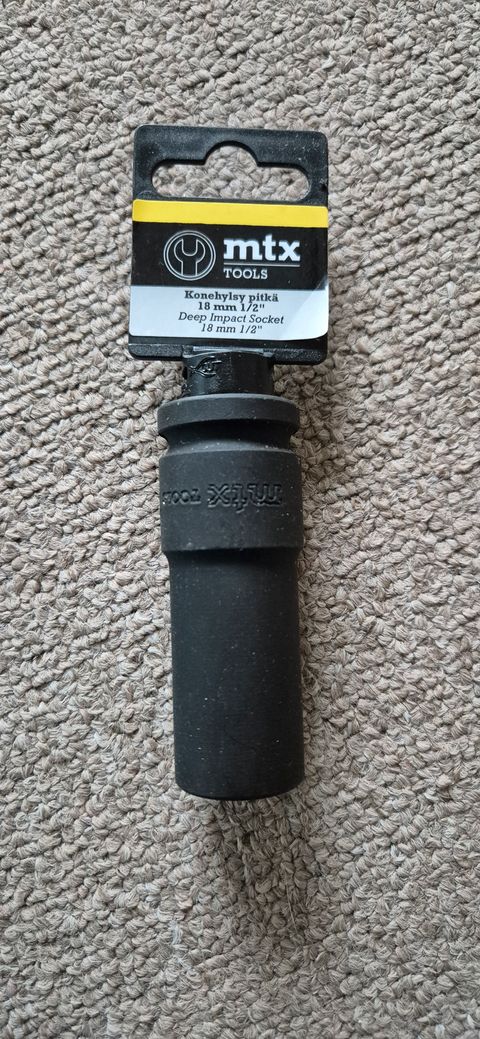 mtx
TOOLS
Konehylsy pitkä
18 mm 1/2"
Deep Impact Socket
18 mm 1/2"
mtx TOOLS